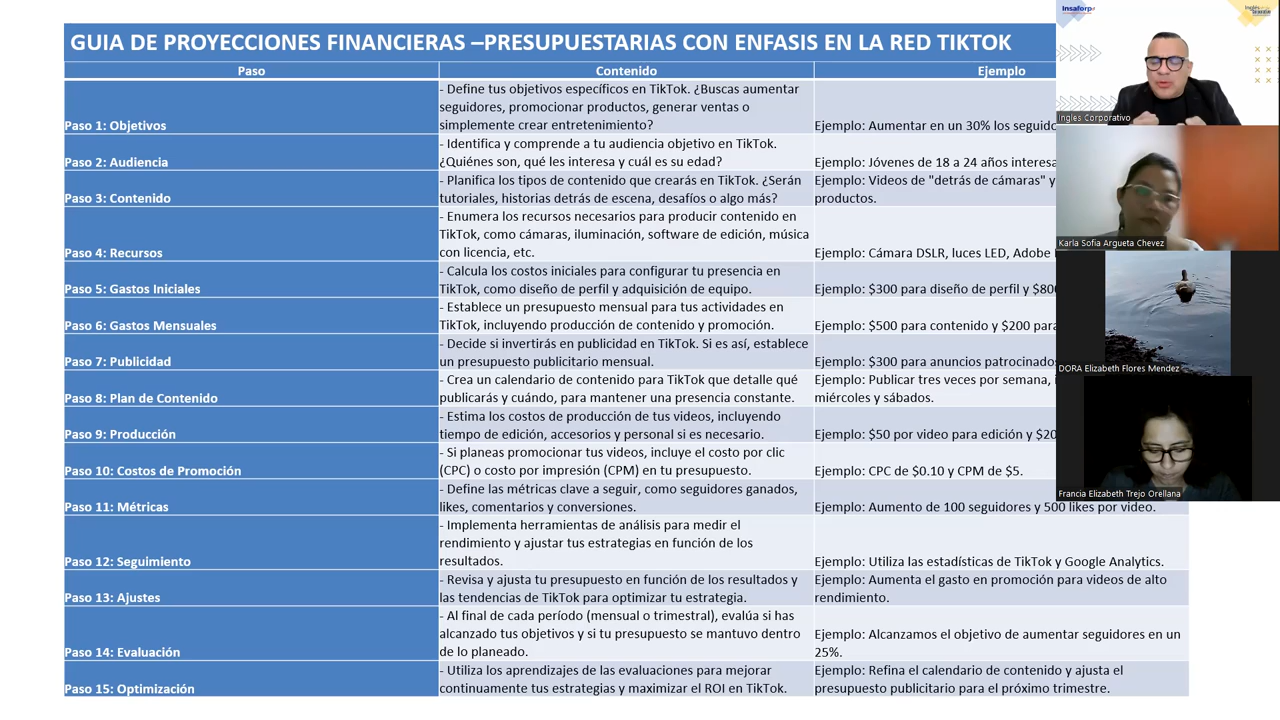 GUIA DE PROYECCIONES FINANCIERAS –PRESUPUESTARIAS CON ENFASIS EN LA RED TIKTOK
Paso
Contenido
Ejemplo
Paso 1: Objetivos
- Define tus objetivos específicos en TikTok. ¿Buscas aumentar
seguidores, promocionar productos, generar ventas o
simplemente crear entretenimiento?
Ejemplo: Aumentar en un 30% los
Paso 2: Audiencia
- Identifica y comprende a tu audiencia objetivo en TikTok.
¿Quiénes son, qué les interesa y cuál es su edad?
Ejemplo: Jóvenes de 18 a 24 años
Paso 3: Contenido
- Planifica los tipos de contenido que crearás en TikTok. ¿Serán
tutoriales, historias detrás de escena, desafíos o algo más?
Ejemplo: Videos de "detrás de cámaras" y
productos.
Paso 4: Recursos
- Enumera los recursos necesarios para producir contenido en
TikTok, como cámaras, iluminación, software de edición, música
con licencia, etc.
Ejemplo: Cámara DSLR, luces LED, Adobe
Paso 5: Gastos Iniciales
- Calcula los costos iniciales para configurar tu presencia en
TikTok, como diseño de perfil y adquisición de equipo.
Ejemplo: $300 para diseño de perfil y
Paso 6: Gastos Mensuales
- Establece un presupuesto mensual para tus actividades en
TikTok, incluyendo producción de contenido y promoción.
Ejemplo: $500 para contenido y $200 para
Paso 7: Publicidad
- Decide si invertirás en publicidad en TikTok. Si es así, establece
un presupuesto publicitario mensual.
Ejemplo: $300 para anuncios patrocinados
Paso 8: Plan de Contenido
- Crea un calendario de contenido para TikTok que detalle qué
publicarás y cuándo, para mantener una presencia constante.
Ejemplo: Publicar tres veces por semana,
miércoles y sábados.
Paso 9: Producción
- Estima los costos de producción de tus videos, incluyendo
tiempo de edición, accesorios y personal si es necesario.
Ejemplo: $50 por video para edición y
Paso 10: Costos de Promoción
- Si planeas promocionar tus videos, incluye el costo por clic
(CPC) o costo por impresión (CPM) en tu presupuesto.
Ejemplo: CPC de $0.10 y CPM de $5.
Paso 11: Métricas
- Define las métricas clave a seguir, como seguidores ganados,
likes, comentarios y conversiones.
Ejemplo: Aumento de 100 seguidores y 500 likes por video.
Paso 12: Seguimiento
- Implementa herramientas de análisis para medir el
rendimiento y ajustar tus estrategias en función de los
resultados.
Ejemplo: Utiliza las estadísticas de TikTok y Google Analytics.
Paso 13: Ajustes
- Revisa y ajusta tu presupuesto en función de los resultados y
las tendencias de TikTok para optimizar tu estrategia.
Ejemplo: Aumenta el gasto en promoción para videos de alto
rendimiento.
Paso 14: Evaluación
- Al final de cada período (mensual o trimestral), evalúa si has
alcanzado tus objetivos y si tu presupuesto se mantuvo dentro
de lo planeado.
Ejemplo: Alcanzamos el objetivo de aumentar seguidores en un
25%.
Paso 15: Optimización
- Utiliza los aprendizajes de las evaluaciones para mejorar
continuamente tus estrategias y maximizar el ROI en TikTok.
Ejemplo: Refina el calendario de contenido y ajusta el
presupuesto publicitario para el próximo trimestre.
Insaforp
Ingles Corporativo
Karla Sofia Argueta Chevez
DORA Elizabeth Flores Mendez
Francia Elizabeth Trejo Orellana